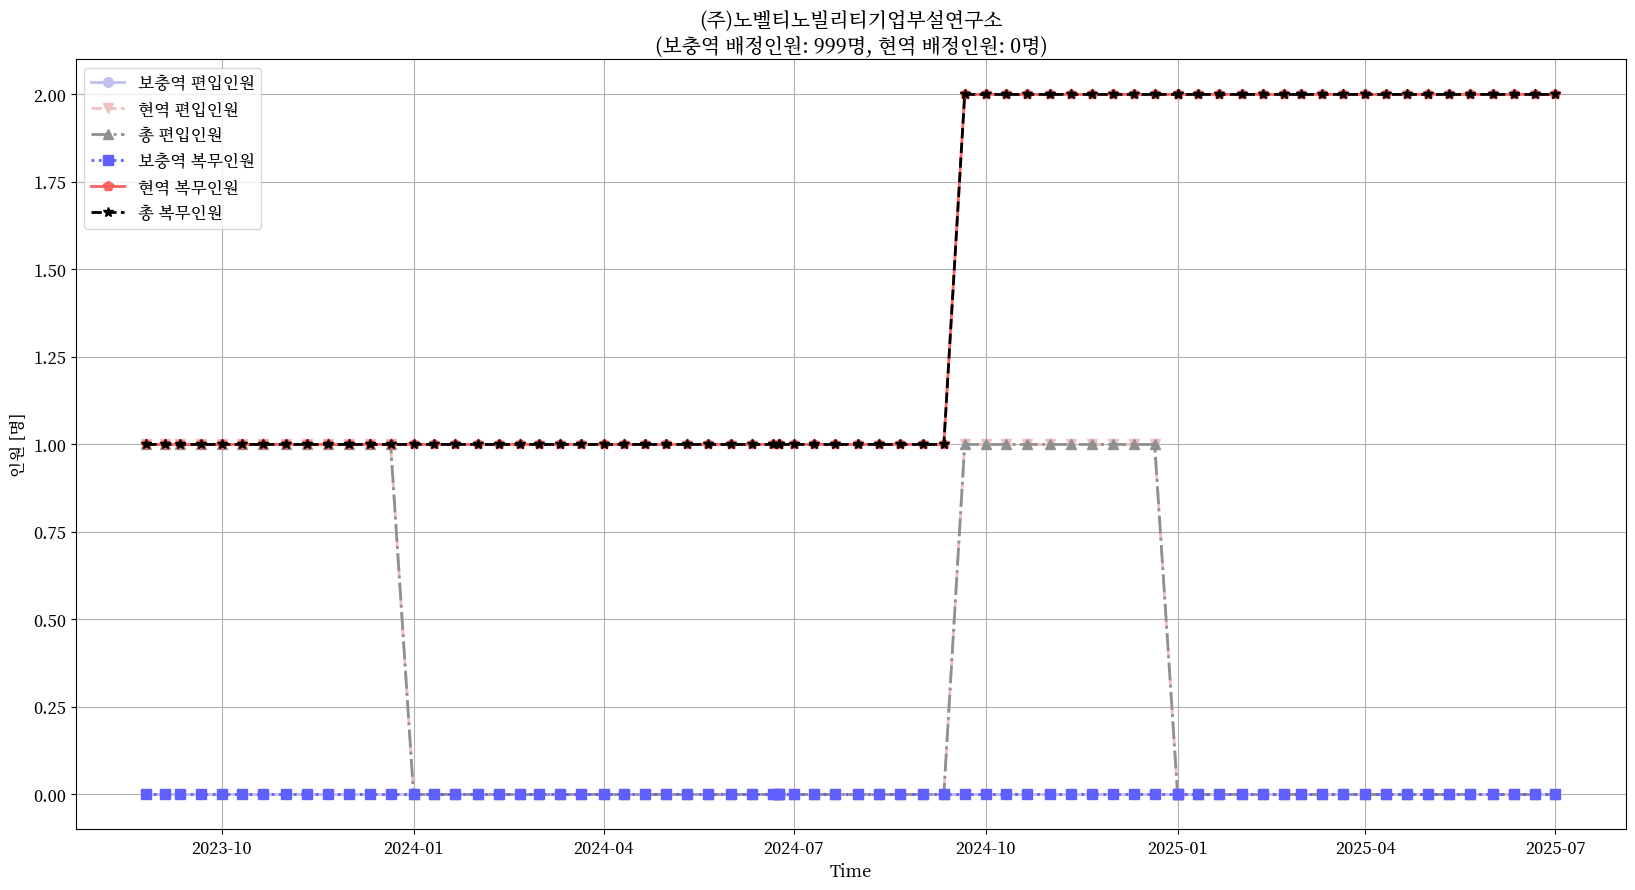 (주)노벨티노빌리티기업부설연구소
(보충역 배정인원: 999명, 현역 배정인원: 0명)
보충역 편입인원
현역 편입인원
총 편입인원
보충역 복무인원
현역 복무인원
총 복무인원
2.00
1.75
1.50
1.25
1.00
0.75
0.50
0.25
0.00
인원 [명]
2023-10
2024-01
2024-04
2024-07
2024-10
2025-01
2025-04
2025-07
Time